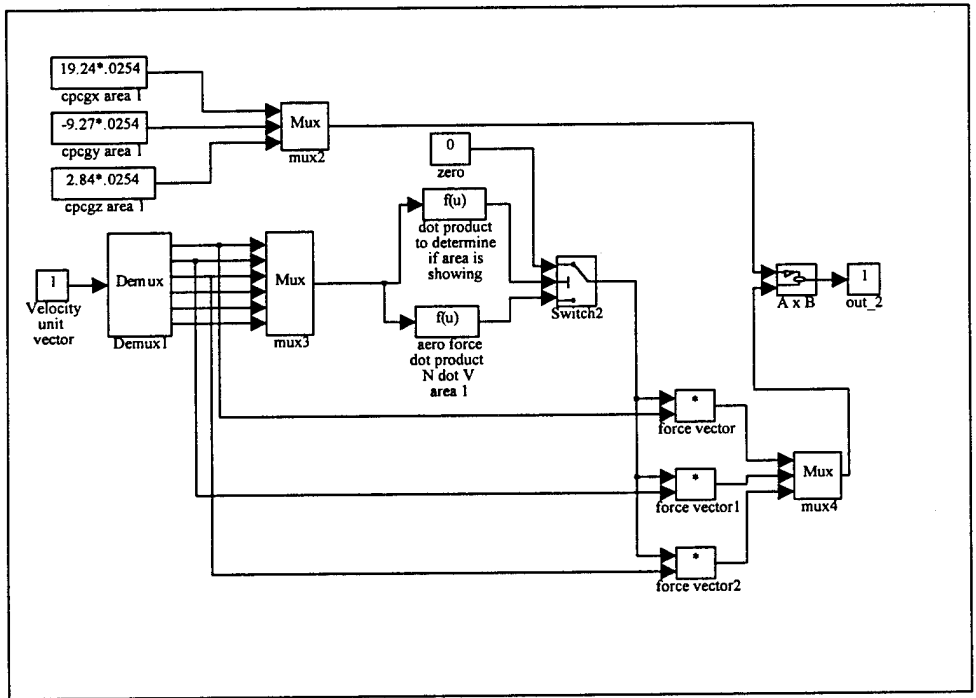 19.24*.0254
cpcgx area 1
-9.27*.0254
cpcgy area 1
2.84*.0254
cpcgz area 1
Mux
mux2
0
zero
f(u)
dot product
to determine
if area is
showing
1
Velocity
unit
vector
Demux
Demux1
Mux
mux3
f(u)
aero force
dot product
N dot V
area 1
Switch2
A x B
1
out_2
*
force vector
*
force vector1
*
force vector2
Mux
mux4